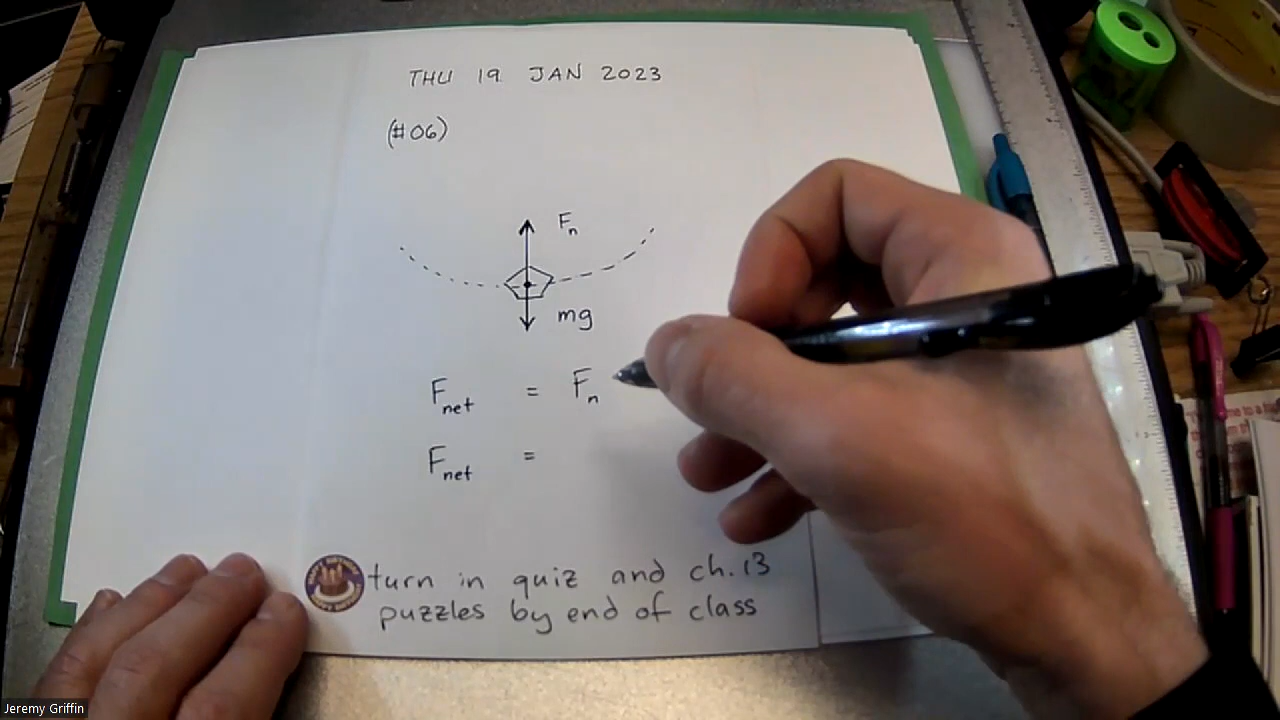 THU 19 JAN 2023
(#06)
Fn
mg
Fnet = Fn
Fnet =
turn in quiz and ch. 13
puzzles by end of class
Jeremy Griffin